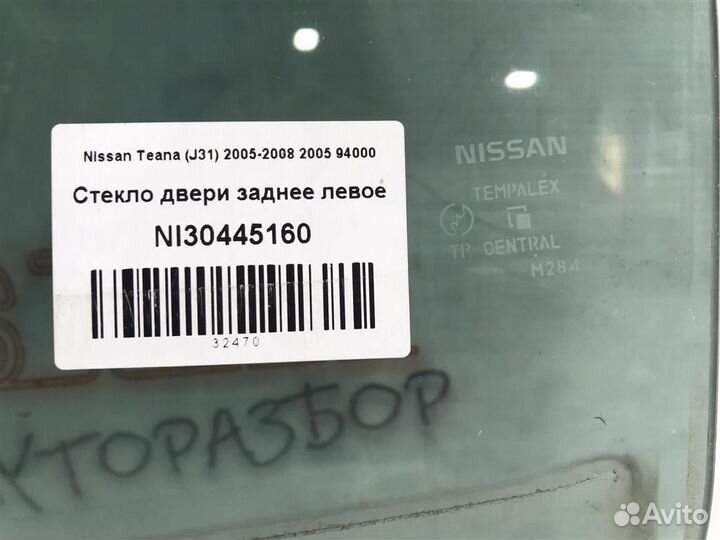 Nissan Teana (J31) 2005-2008 2005 94000
Стекло двери заднее левое
NI30445160
32470
NISSAN
TEMPALEX
TP CENTRAL
M284
АУТОРАЗБОР
Avito